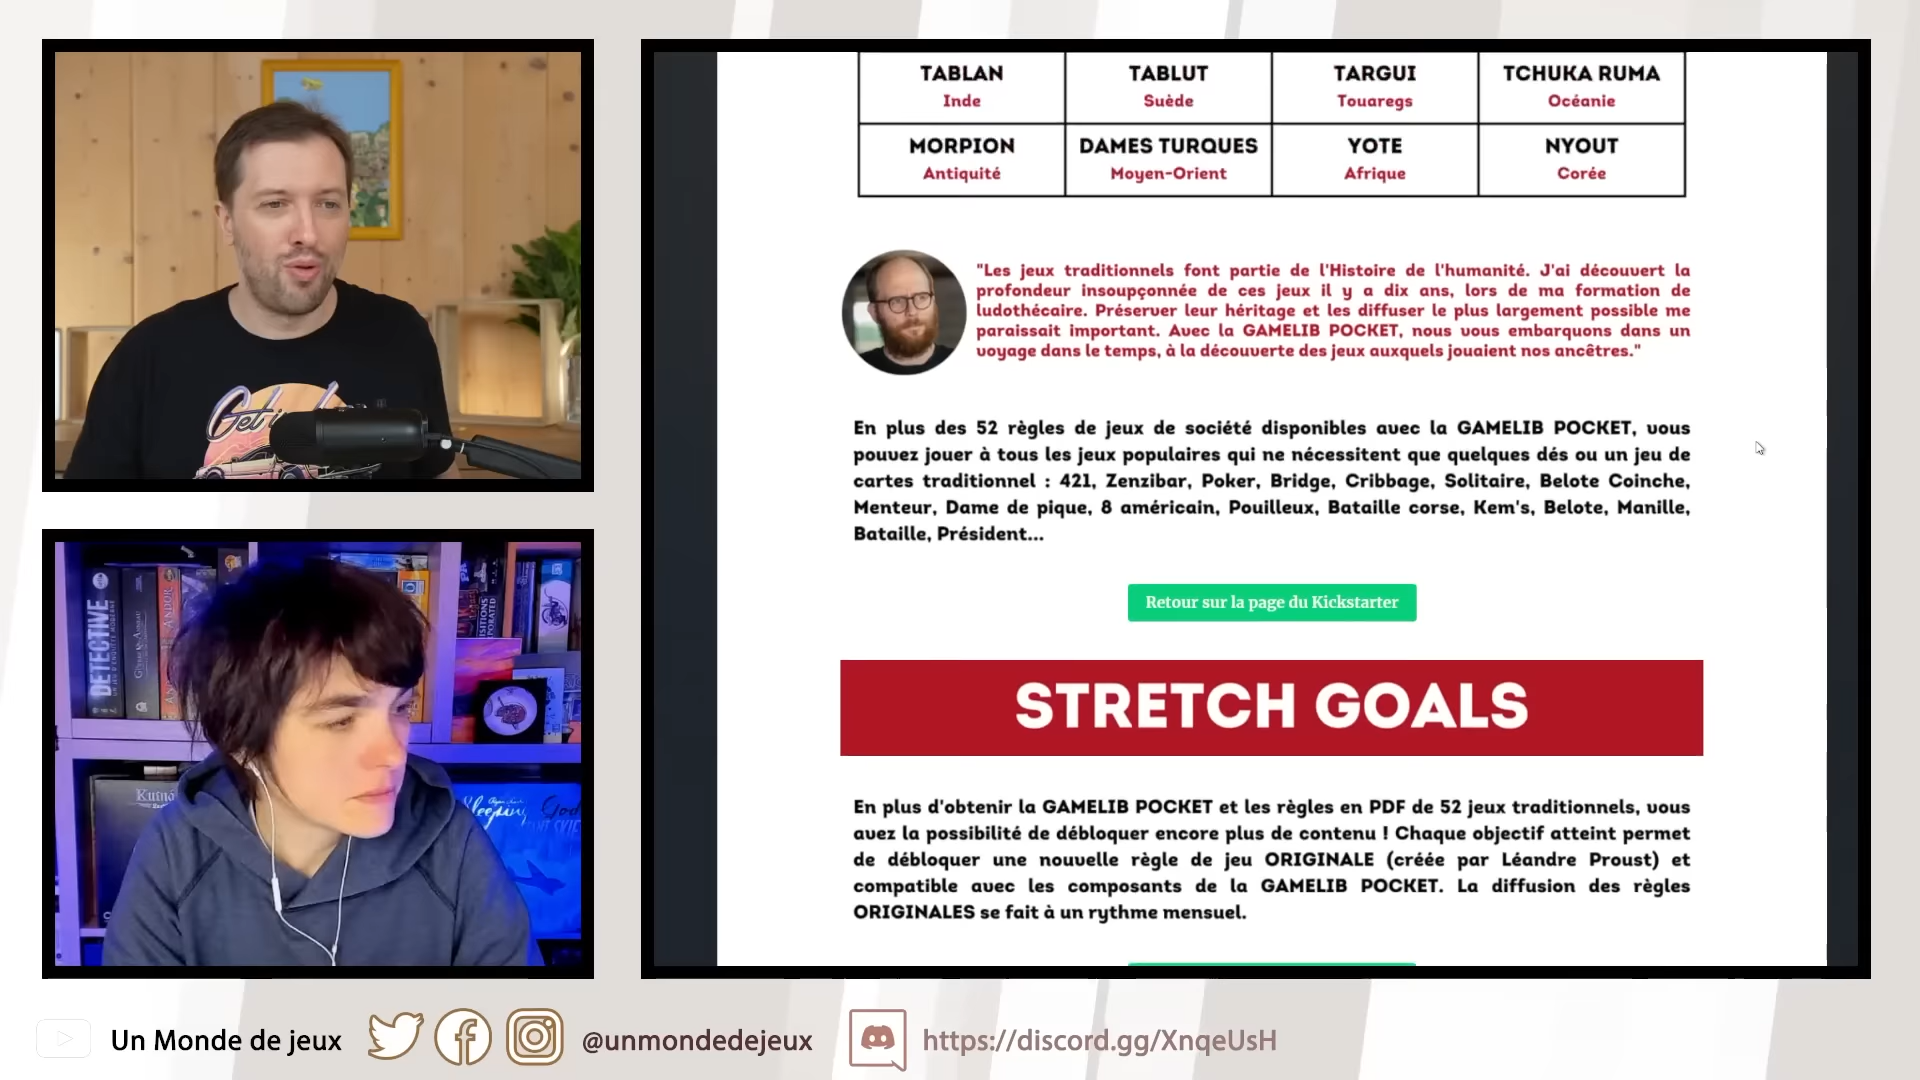 TABLAN
Inde
TABLUT
Suède
TARGUI
Touaregs
TCHUKA RUMA
Océanie
MORPION
Antiquité
DAMES TURQUES
Moyen-Orient
YOTE
Afrique
NYOUT
Corée
"Les jeux traditionnels font partie de l'Histoire de l'humanité. J'ai découvert la
profondeur insoupçonnée de ces jeux il y a dix ans, lors de ma formation de
ludothécaire. Préserver leur héritage et les diffuser le plus largement possible me
paraissait important. Avec la GAMELIB POCKET, nous vous embarquons dans un
voyage dans le temps, à la découverte des jeux auxquels jouaient nos ancêtres."
En plus des 52 règles de jeux de société disponibles avec la GAMELIB POCKET, vous
pouvez jouer à tous les jeux populaires qui ne nécessitent que quelques dés ou un jeu de
cartes traditionnel : 421, Zenzibar, Poker, Bridge, Cribbage, Solitaire, Belote Coinche,
Menteur, Dame de pique, 8 américain, Pouilleux, Bataille corse, Kem's, Belote, Manille,
Bataille, Président...
Retour sur la page du Kickstarter
STRETCH GOALS
En plus d'obtenir la GAMELIB POCKET et les règles en PDF de 52 jeux traditionnels, vous
avez la possibilité de débloquer encore plus de contenu ! Chaque objectif atteint permet
de débloquer une nouvelle règle de jeu ORIGINALE (créée par Léandre Proust) et
compatible avec les composants de la GAMELIB POCKET. La diffusion des règles
ORIGINALES se fait à un rythme mensuel.
Get
DETECTIVE
ANDOR
Sleeping
Un Monde de jeux
@unmondedejeux
https://discord.gg/XnqeUsH